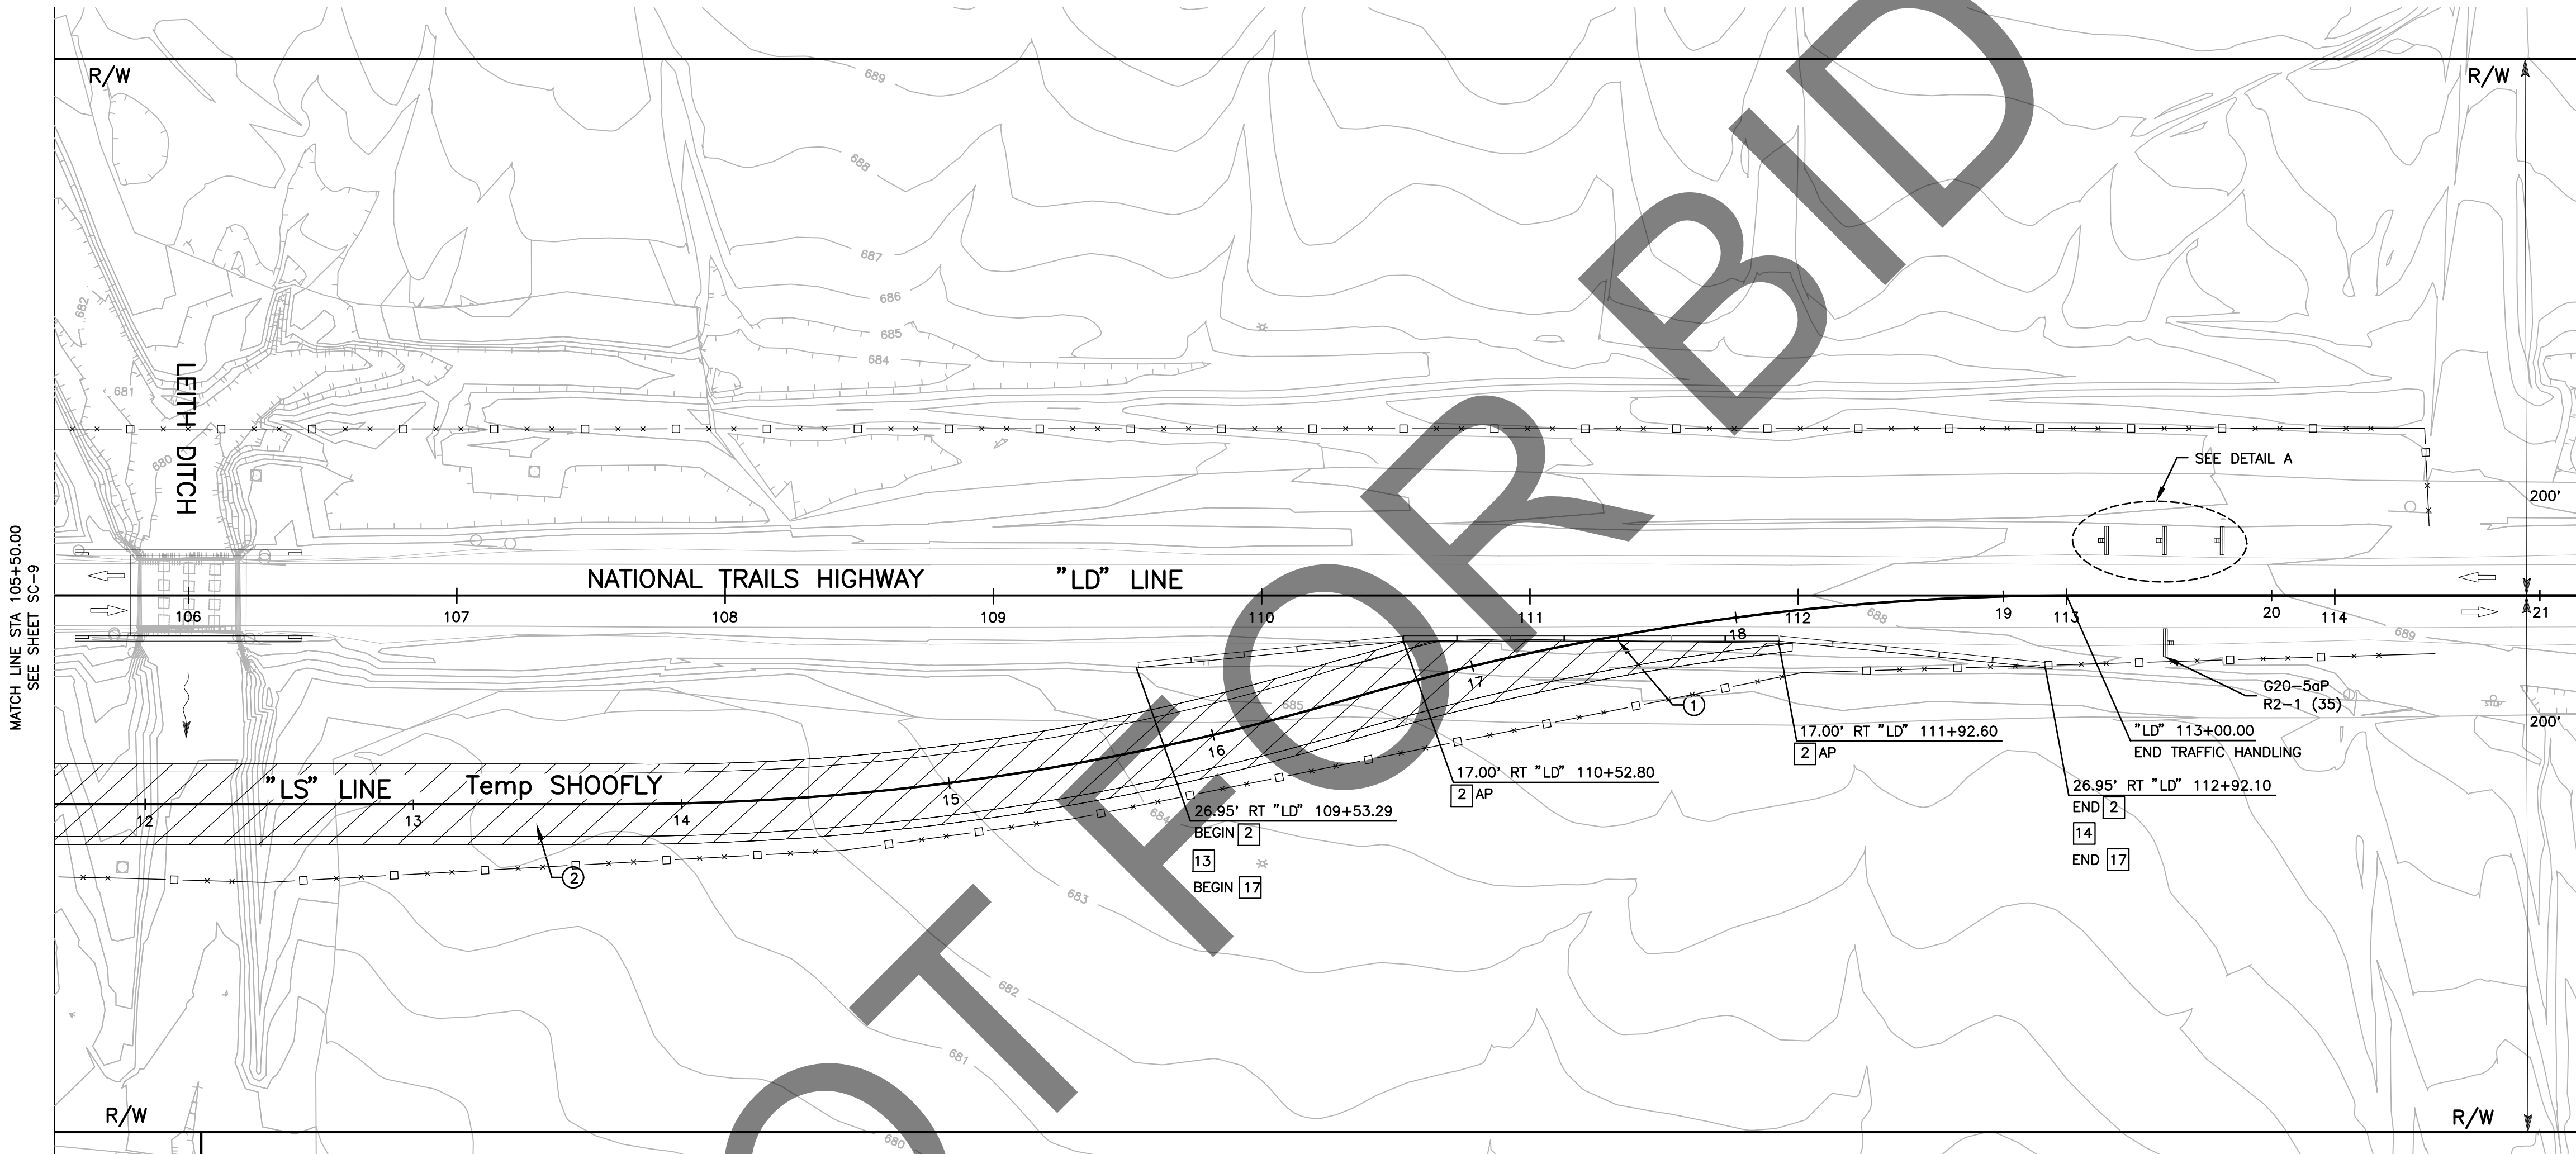 R/W
R/W
689
688
687
686
685
684
682
681
680
LEITH DITCH
SEE DETAIL A
200'
MATCH LINE STA 105+50.00
SEE SHEET SC-9
NATIONAL TRAILS HIGHWAY "LD" LINE
106
107
108
109
110
111
112
19
113
20
114
21
18
688
689
17
685
G20-5aP
R2-1 (35)
1
200'
17.00' RT "LD" 111+92.60
2 AP
"LD" 113+00.00
END TRAFFIC HANDLING
16
17.00' RT "LD" 110+52.80
2 AP
26.95' RT "LD" 112+92.10
END 2
14
END 17
"LS" LINE Temp SHOOFLY
15
12
13
14
684
26.95' RT "LD" 109+53.29
BEGIN 2
13
BEGIN 17
2
683
682
681
680
R/W
R/W
OT FOR BID